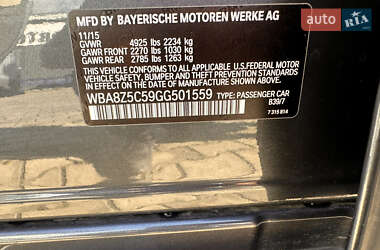 auto RIA .com
MFD BY BAYERISCHE MOTOREN WERKE AG
11/15
GVWR 4925 lbs 2234 kg
GAWR FRONT 2270 lbs 1030 kg
GAWR REAR 2785 lbs 1263 kg
THIS VEHICLE CONFORMS TO ALL APPLICABLE
U.S.FEDERAL MOTOR
VEHICLE SAFETY, BUMPER, AND THEFT PREVENTION
STANDARDS IN EFFECT ON THE DATE OF
MANUFACTURE SHOWN ABOVE.
WBA8Z5C59GG501559 TYPE: PASSENGER CAR
B39/7
7 315 814